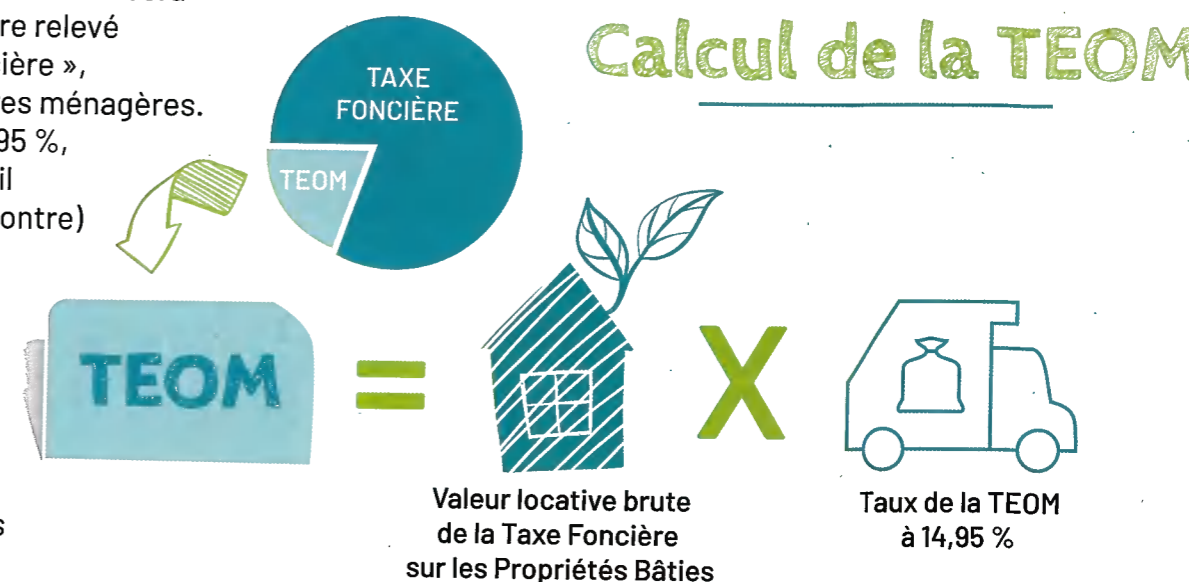 re relevé
ière »,
res ménagères.
95 %,
il
ontre)
TAXE
FONCIÈRE
TEOM
Calcul de la TEOM
TEOM
=
X
Valeur locative brute
de la Taxe Foncière
sur les Propriétés Bâties
Taux de la TEOM
à 14,95 %
s